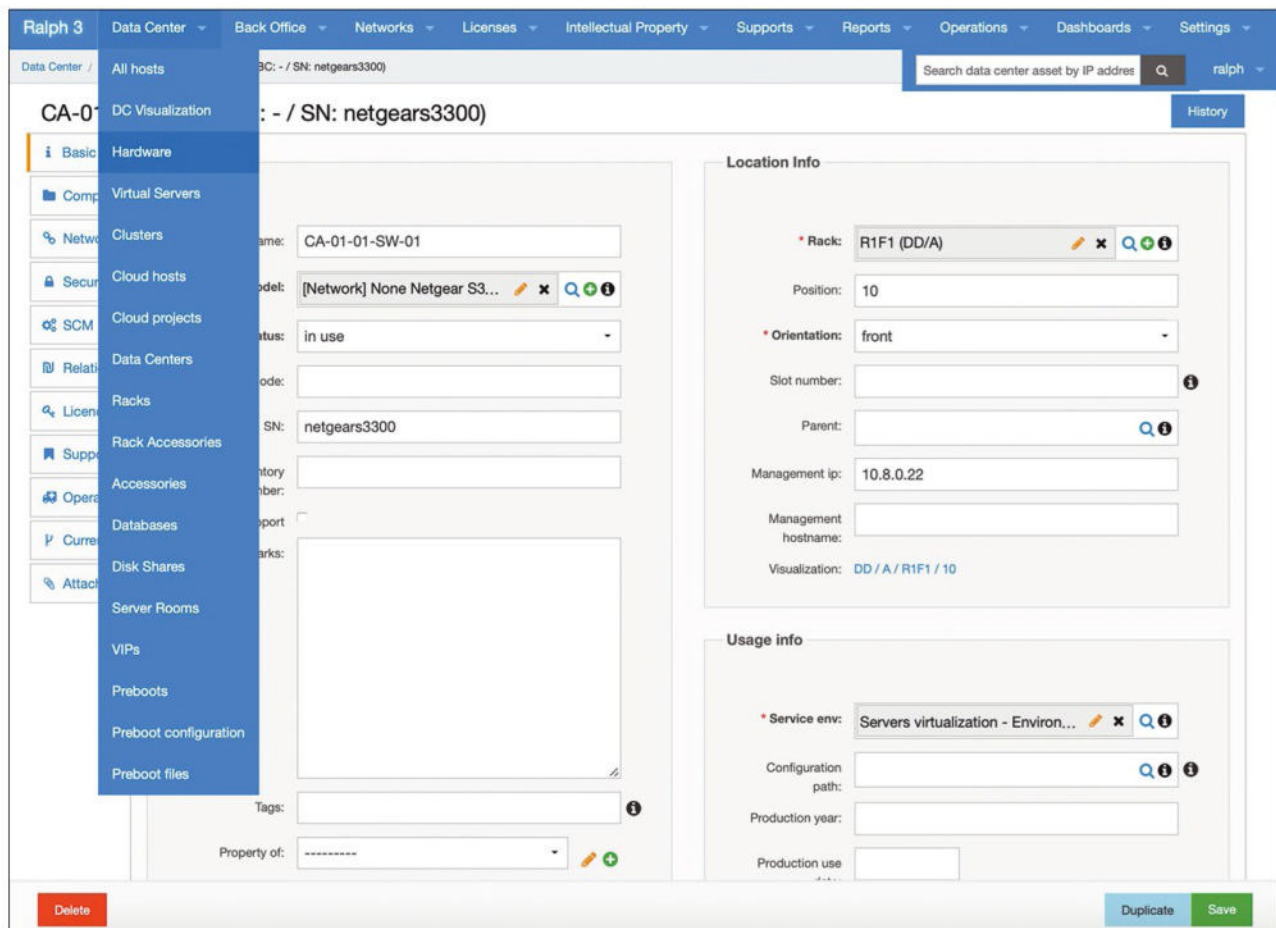 Ralph 3 Data Center Back Office Networks Licenses Intellectual Property Supports Reports Operations Dashboards Settings
Data Center / BC: - / SN: netgears3300) Search data center asset by IP addres ralph
CA-01 : - / SN: netgears3300) History
All hosts
DC Visualization
Hardware
Virtual Servers
Clusters
Cloud hosts
Cloud projects
Data Centers
Racks
Rack Accessories
Accessories
Databases
Disk Shares
Server Rooms
VIPs
Preboots
Preboot configuration
Preboot files
Basic
Comp
Netwo
Secur
SCM
Relati
Licen
Suppo
Opera
Curre
Attach
ame: CA-01-01-SW-01
odel: [Network] None Netgear S3...
atus: in use
ode:
SN: netgears3300
ntory
nber:
pport
arks:
Tags:
Property of: ---------
Location Info
* Rack: R1F1 (DD/A)
Position: 10
* Orientation: front
Slot number:
Parent:
Management ip: 10.8.0.22
Management
hostname:
Visualization: DD / A / R1F1 / 10
Usage info
* Service env: Servers virtualization - Environ...
Configuration
path:
Production year:
Production use
Delete Duplicate Save